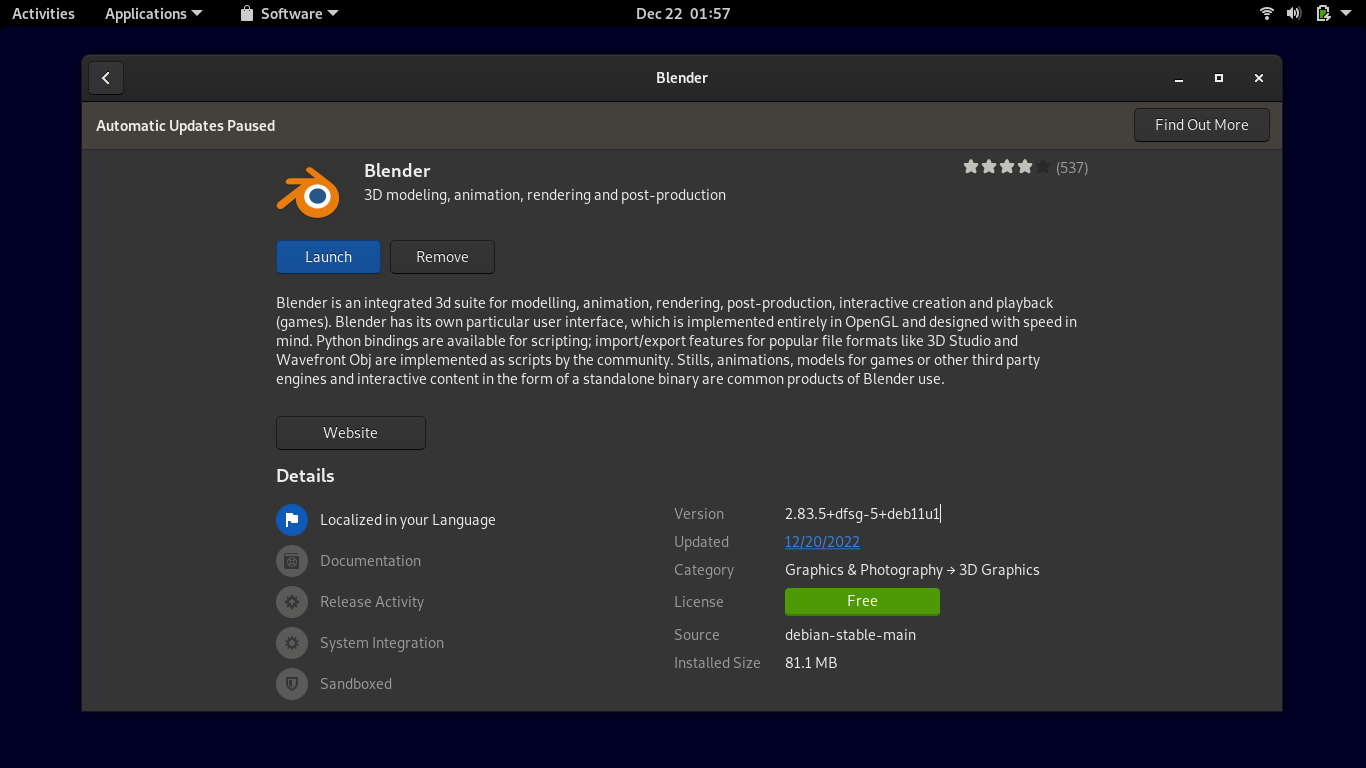 Activities Applications Software Dec 22 01:57
Blender
Automatic Updates Paused Find Out More
Blender (537)
3D modeling, animation, rendering and post-production
Launch Remove
Blender is an integrated 3d suite for modelling, animation, rendering, post-production, interactive creation and playback
(games). Blender has its own particular user interface, which is implemented entirely in OpenGL and designed with speed in
mind. Python bindings are available for scripting; import/export features for popular file formats like 3D Studio and
Wavefront Obj are implemented as scripts by the community. Stills, animations, models for games or other third party
engines and interactive content in the form of a standalone binary are common products of Blender use.
Website
Details
Localized in your Language
Documentation
Release Activity
System Integration
Sandboxed
Version 2.83.5+dfsg-5+deb11u1
Updated 12/20/2022
Category Graphics & Photography → 3D Graphics
License Free
Source debian-stable-main
Installed Size 81.1 MB